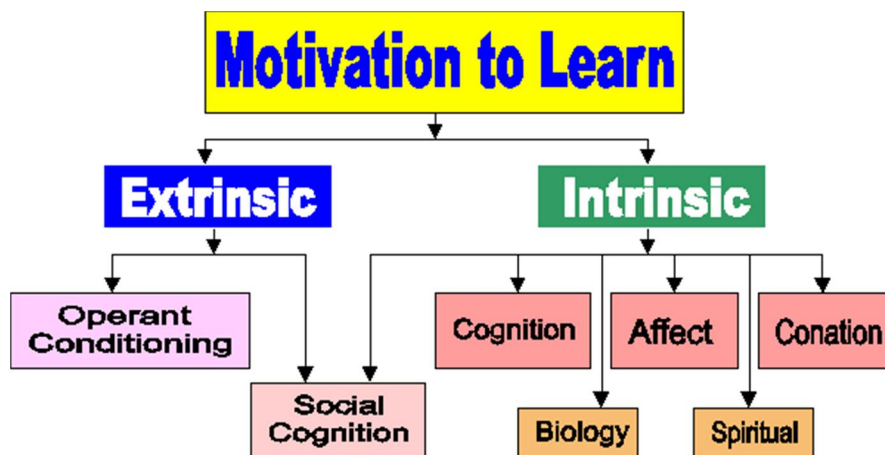 Motivation to Learn
Extrinsic
Intrinsic
Operant
Conditioning
Cognition
Affect
Conation
Social
Cognition
Biology
Spiritual